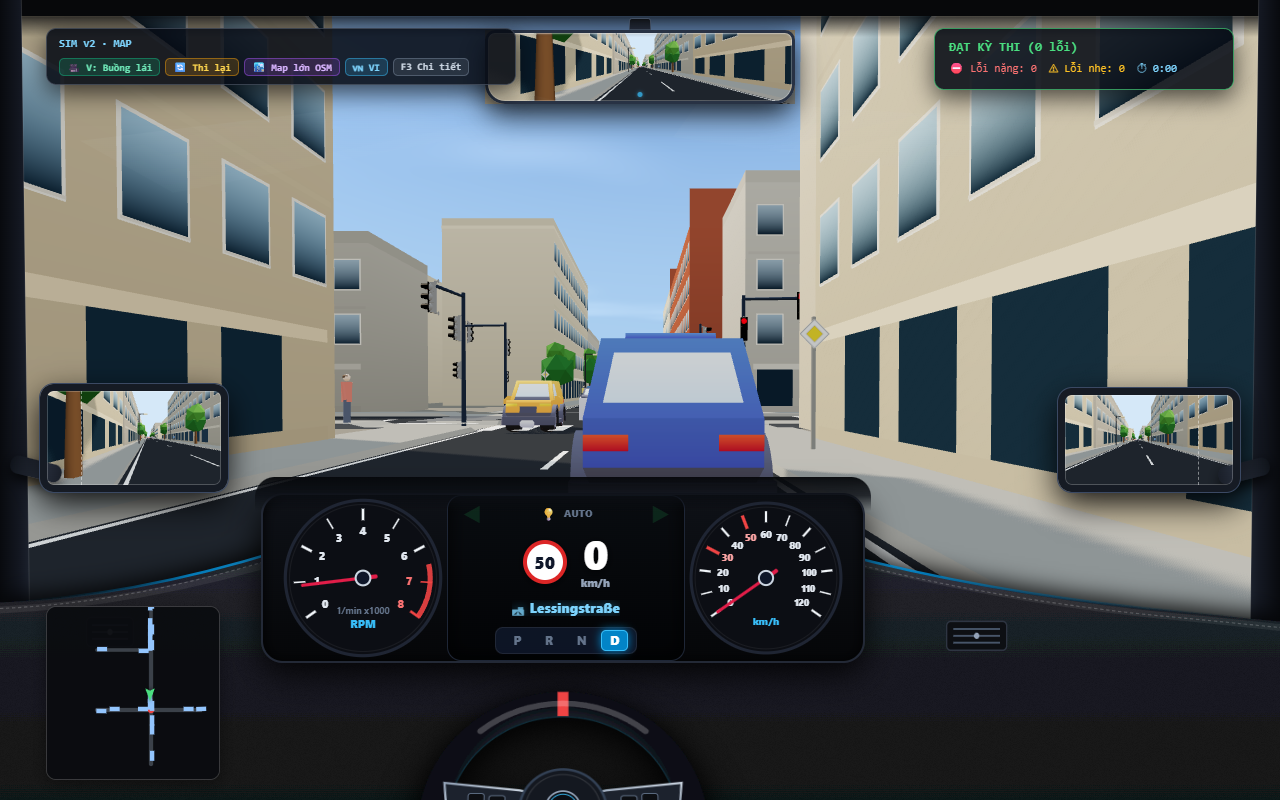 SIM v2 · MAP
V: Buồng lái
Thi lại
Map lớn OSM
VN VI
F3 Chi tiết
ĐẠT KỲ THI (0 lỗi)
Lỗi nặng: 0
Lỗi nhẹ: 0
0:00
AUTO
50
0
km/h
Lessingstraße
P R N D
0
1
2
3
4
5
6
7
8
1/min x1000
RPM
0
10
20
30
40
50
60
70
80
90
100
110
120
km/h